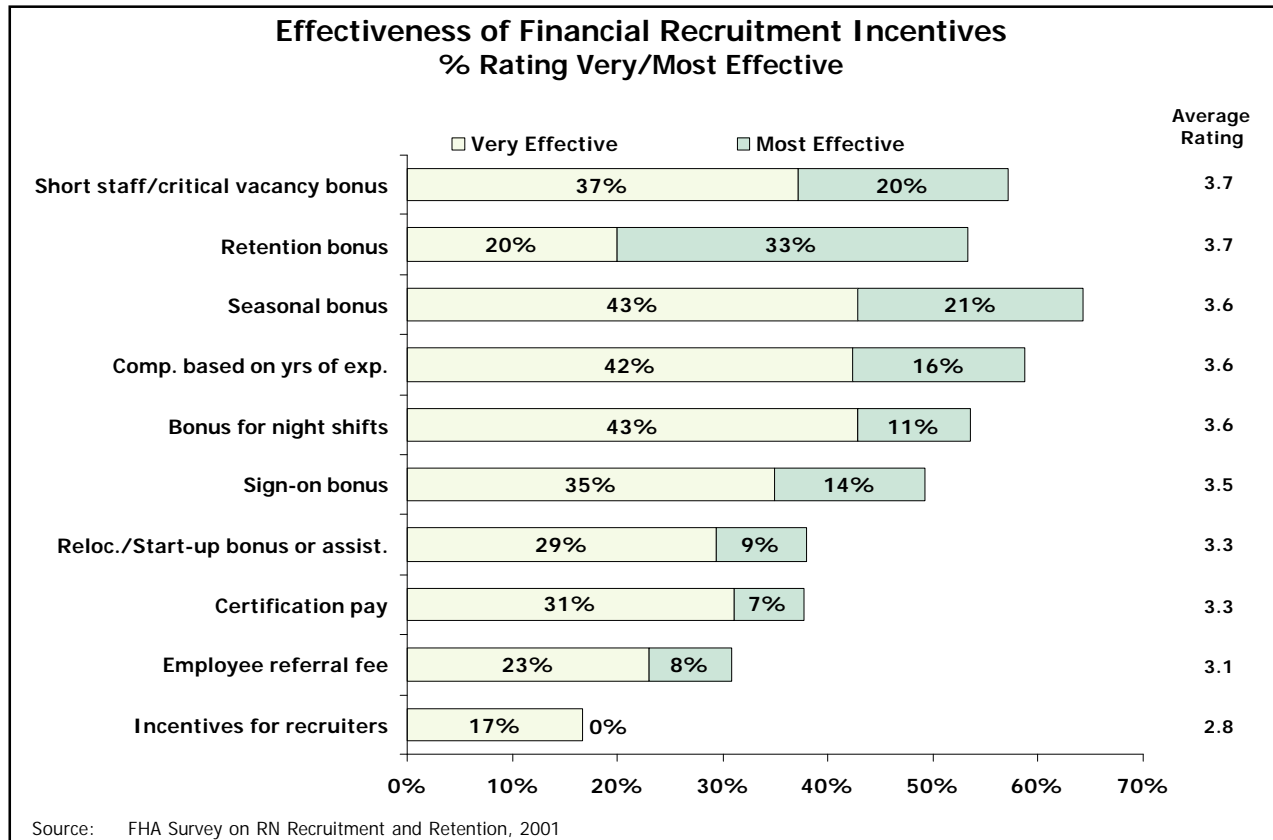 Effectiveness of Financial Recruitment Incentives
% Rating Very/Most Effective
Average
Rating
Very Effective Most Effective
Short staff/critical vacancy bonus 37% 20% 3.7
Retention bonus 20% 33% 3.7
Seasonal bonus 43% 21% 3.6
Comp. based on yrs of exp. 42% 16% 3.6
Bonus for night shifts 43% 11% 3.6
Sign-on bonus 35% 14% 3.5
Reloc./Start-up bonus or assist. 29% 9% 3.3
Certification pay 31% 7% 3.3
Employee referral fee 23% 8% 3.1
Incentives for recruiters 17% 0% 2.8
0% 10% 20% 30% 40% 50% 60% 70%
Source: FHA Survey on RN Recruitment and Retention, 2001